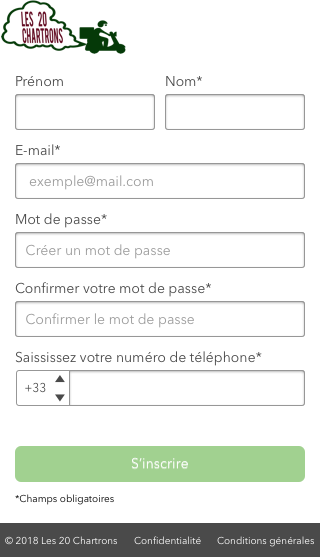 LES 20
CHARTRONS
Prénom Nom*
E-mail*
exemple@mail.com
Mot de passe*
Créer un mot de passe
Confirmer votre mot de passe*
Confirmer le mot de passe
Saississez votre numéro de téléphone*
+33
S'inscrire
*Champs obligatoires
© 2018 Les 20 Chartrons Confidentialité Conditions générales